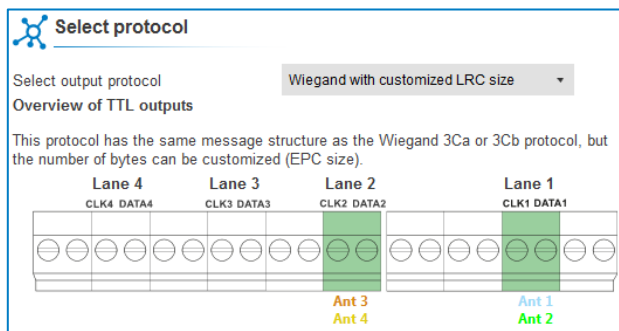 Select protocol
Select output protocol
Wiegand with customized LRC size
Overview of TTL outputs
This protocol has the same message structure as the Wiegand 3Ca or 3Cb protocol, but
the number of bytes can be customized (EPC size).
Lane 4 Lane 3 Lane 2 Lane 1
CLK4 DATA4 CLK3 DATA3 CLK2 DATA2 CLK1 DATA1
Ant 3 Ant 1
Ant 4 Ant 2